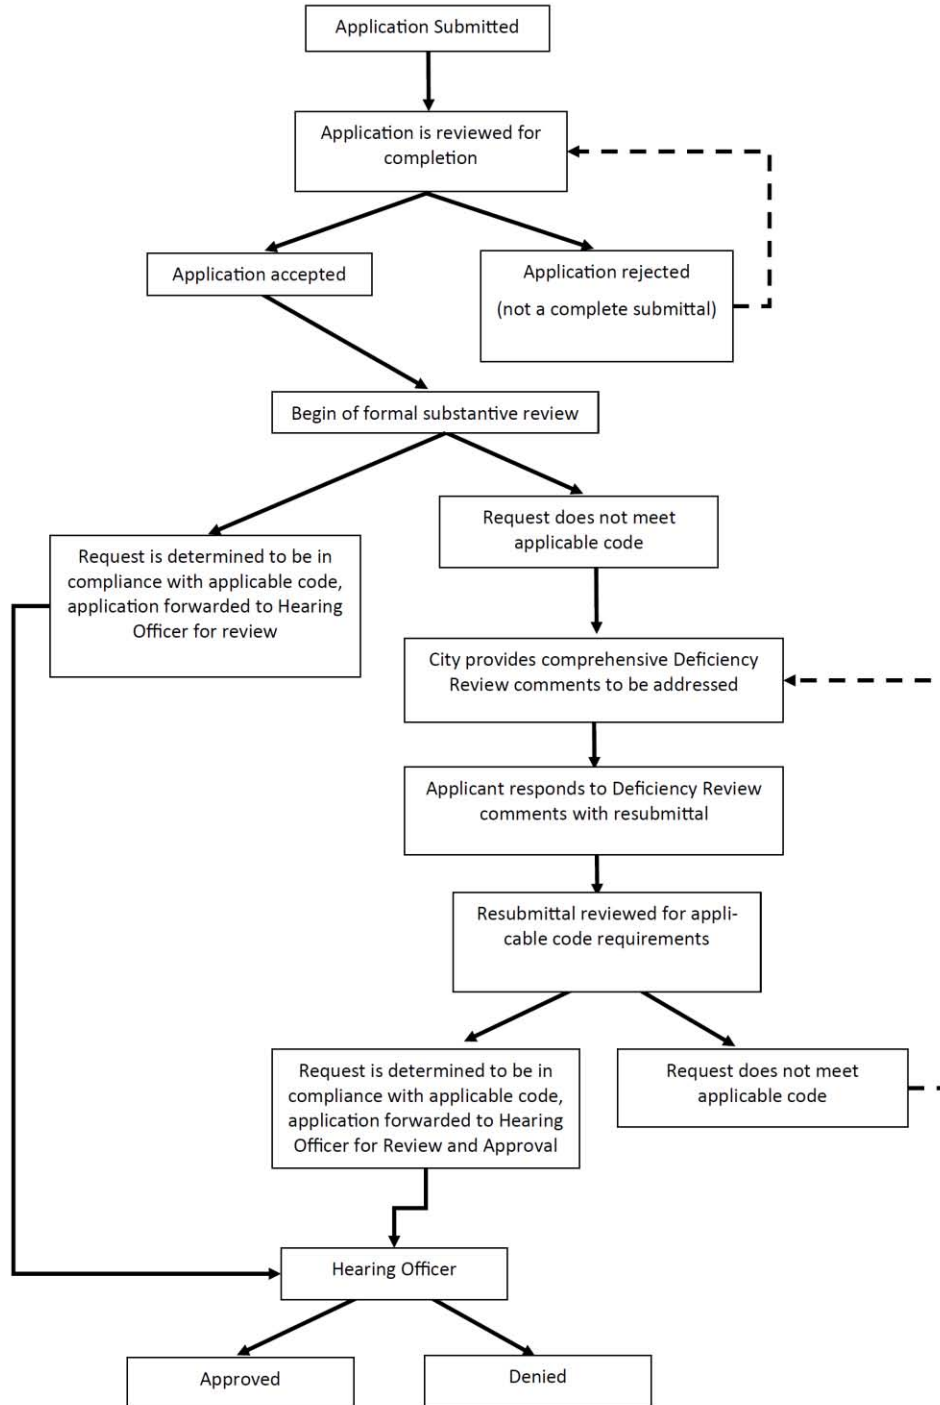 Application Submitted
Application is reviewed for
completion
Application accepted
Application rejected
(not a complete submittal)
Begin of formal substantive review
Request is determined to be in
compliance with applicable code,
application forwarded to Hearing
Officer for review
Request does not meet
applicable code
City provides comprehensive Deficiency
Review comments to be addressed
Applicant responds to Deficiency Review
comments with resubmittal
Resubmittal reviewed for appli-
cable code requirements
Request is determined to be in
compliance with applicable code,
application forwarded to Hearing
Officer for Review and Approval
Request does not meet
applicable code
Hearing Officer
Approved
Denied